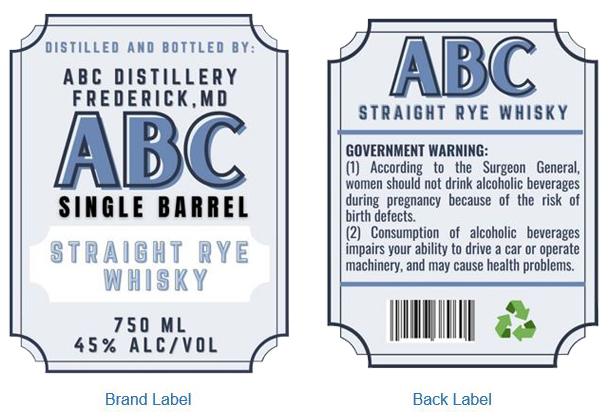 DISTILLED AND BOTTLED BY:
ABC DISTILLERY
FREDERICK,MD
ABC
SINGLE BARREL
STRAIGHT RYE
WHISKY
750 ML
45% ALC/VOL
Brand Label
ABC
STRAIGHT RYE WHISKY
GOVERNMENT WARNING:
(1) According to the Surgeon General,
women should not drink alcoholic beverages
during pregnancy because of the risk of
birth defects.
(2) Consumption of alcoholic beverages
impairs your ability to drive a car or operate
machinery, and may cause health problems.
Back Label